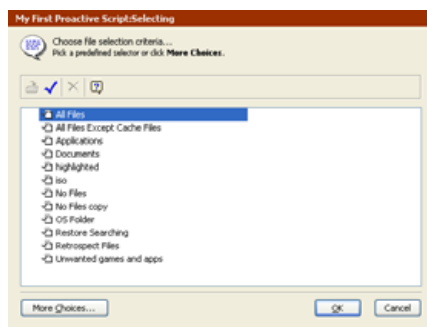 My First Proactive Script:Selecting
Choose file selection criteria...
Pick a predefined selector or click More Choices.
All Files
All Files Except Cache Files
Applications
Documents
highlighted
iso
No Files
No Files copy
OS Folder
Restore Searching
Retrospect Files
Unwanted games and apps
More Choices...
OK
Cancel